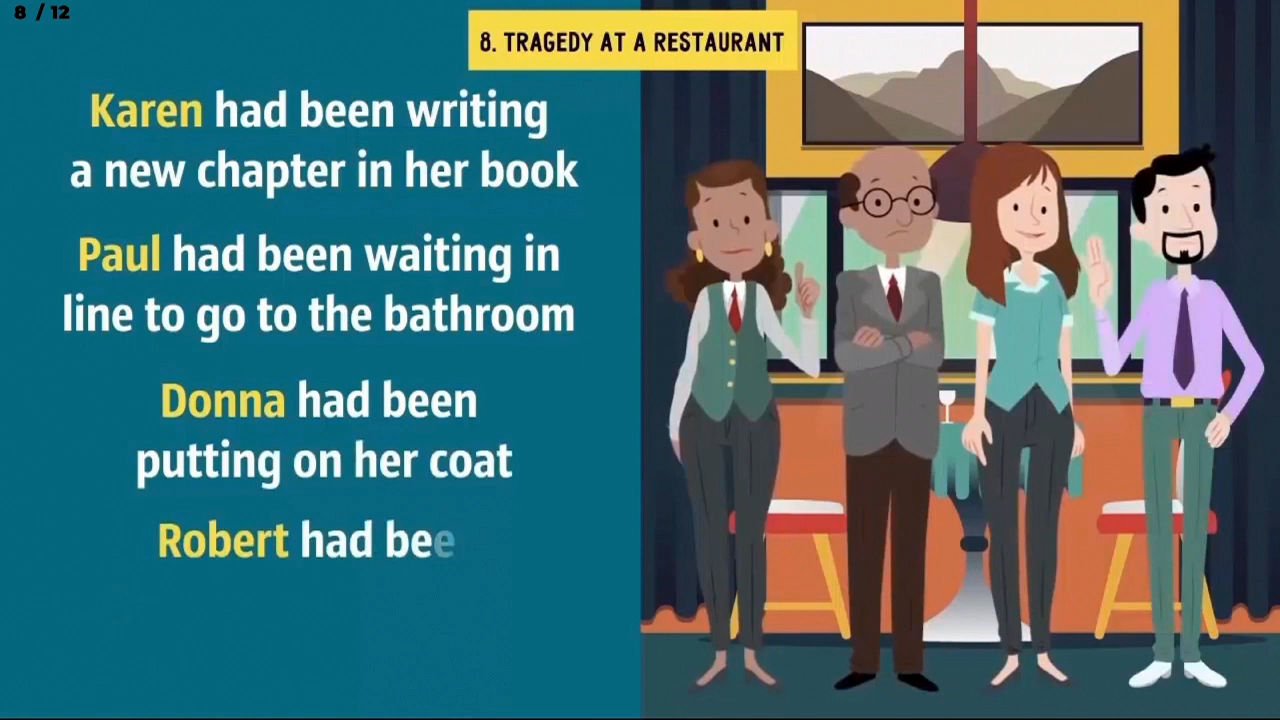 8 / 12
8. TRAGEDY AT A RESTAURANT
Karen had been writing
a new chapter in her book
Paul had been waiting in
line to go to the bathroom
Donna had been
putting on her coat
Robert had bee